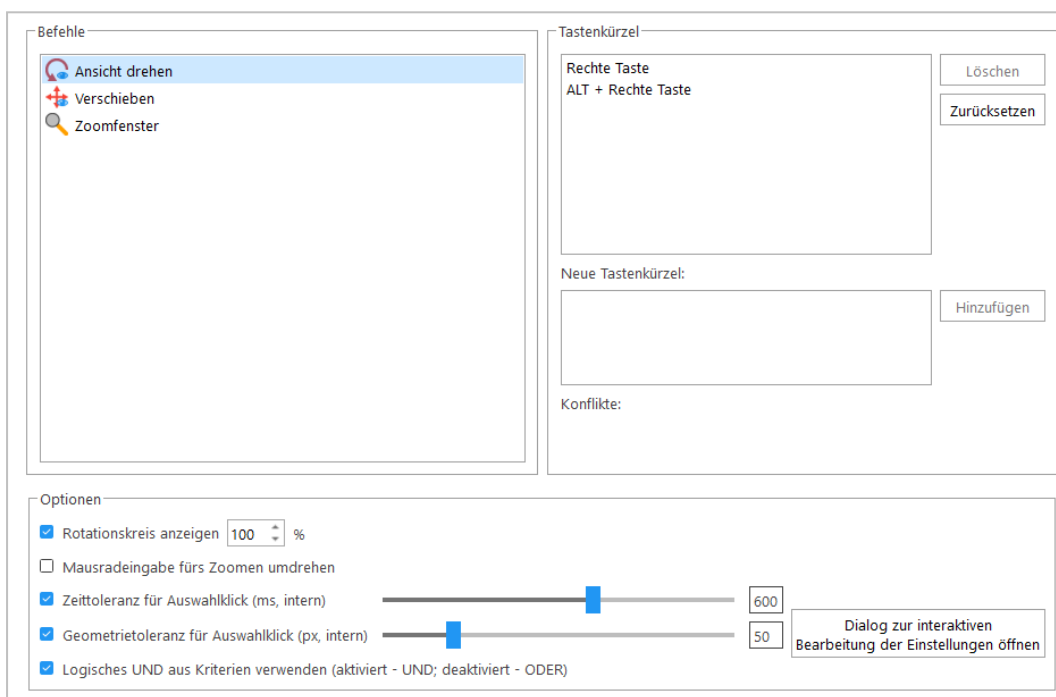 Befehle
Ansicht drehen
Verschieben
Zoomfenster
Tastenkürzel
Rechte Taste
ALT + Rechte Taste
Löschen
Zurücksetzen
Neue Tastenkürzel:
Hinzufügen
Konflikte:
Optionen
Rotationskreis anzeigen 100 %
Mausradeingabe fürs Zoomen umdrehen
Zeittoleranz für Auswahlklick (ms, intern) 600
Geometrietoleranz für Auswahlklick (px, intern) 50
Dialog zur interaktiven
Bearbeitung der Einstellungen öffnen
Logisches UND aus Kriterien verwenden (aktiviert - UND; deaktiviert - ODER)